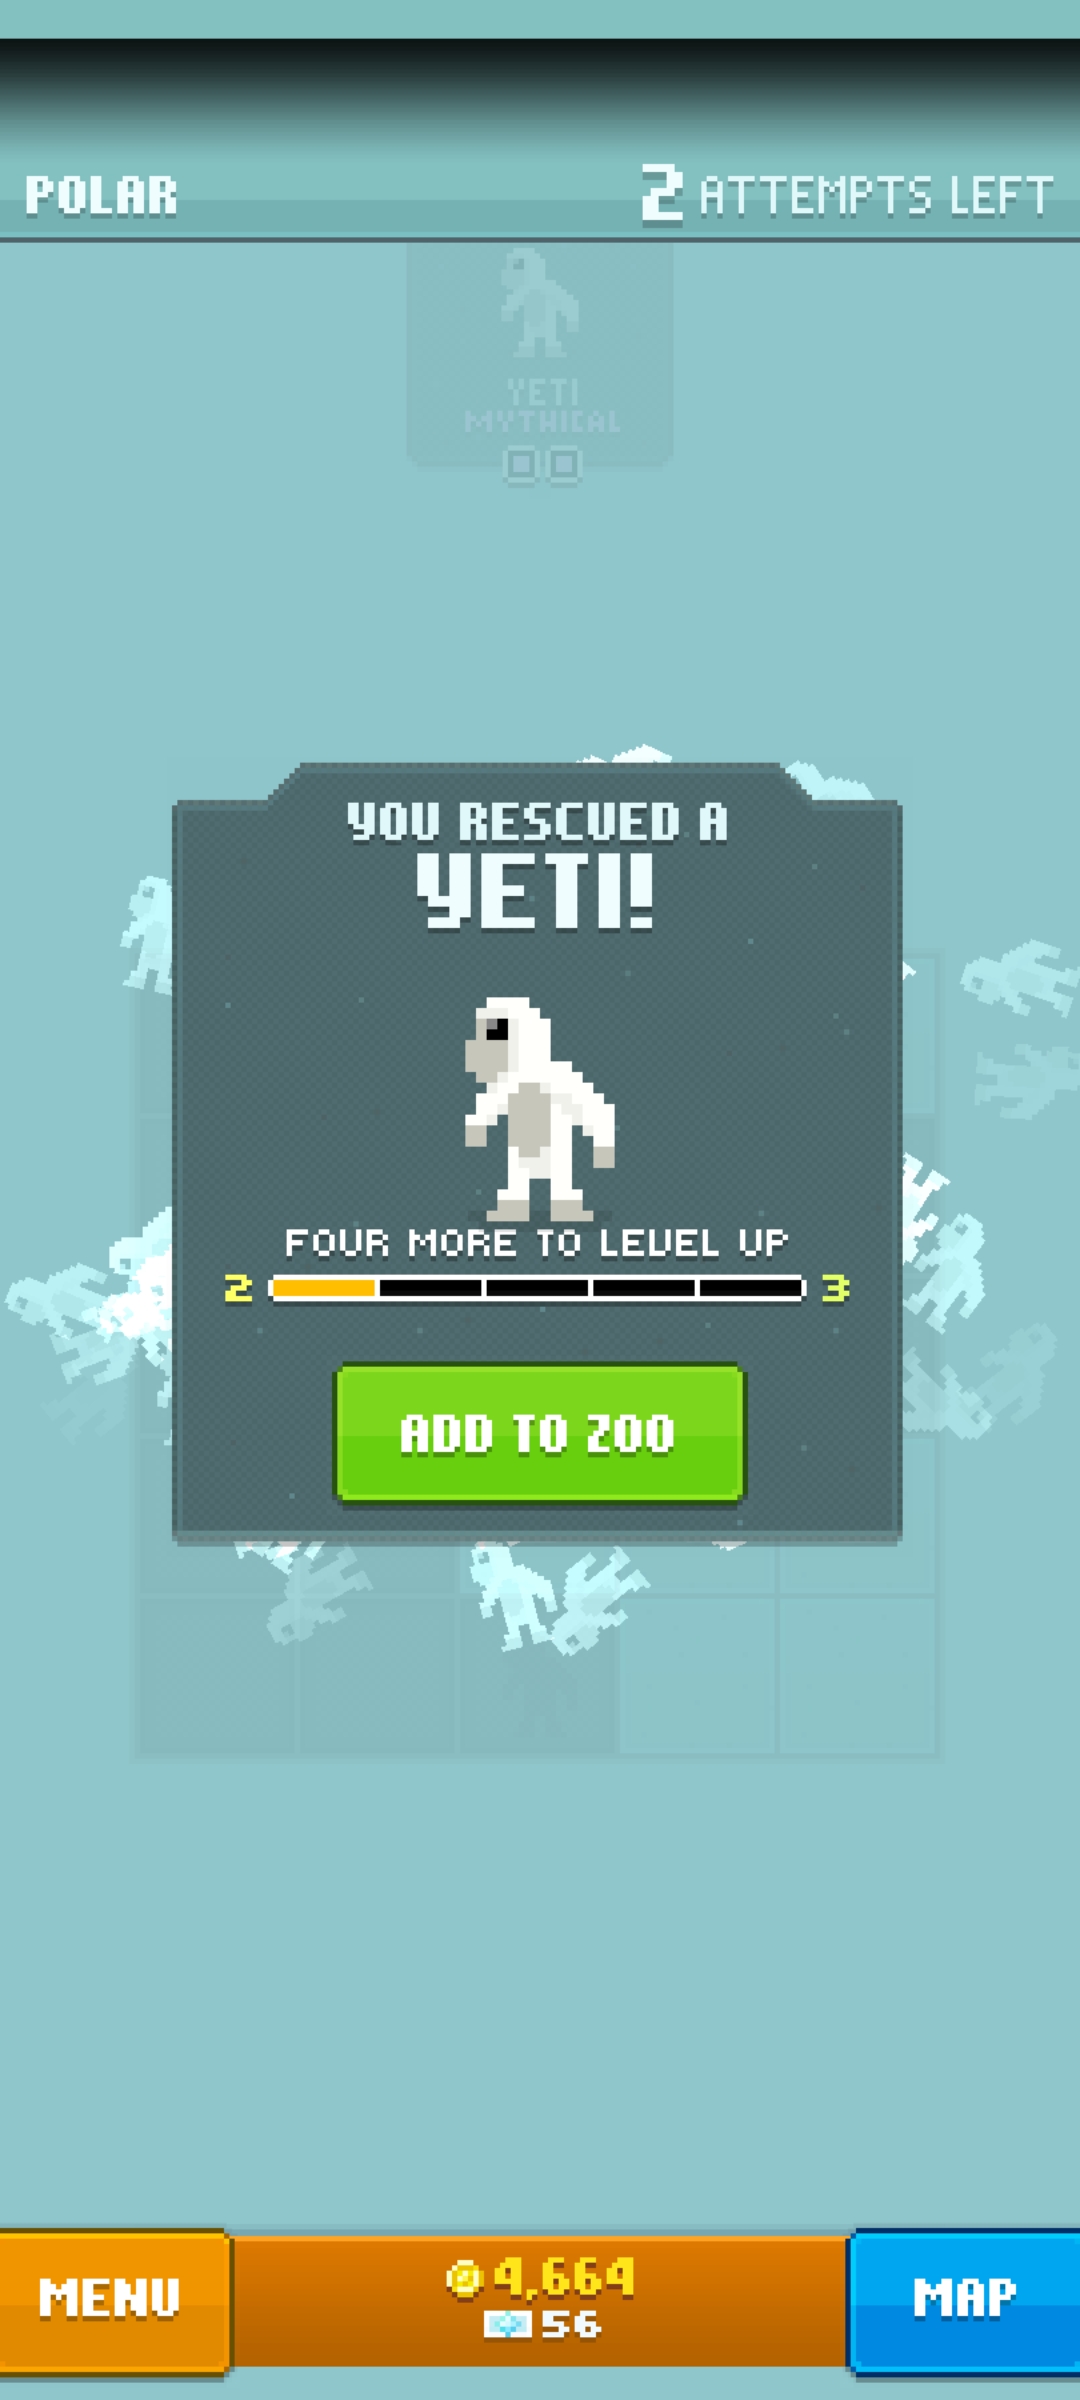 POLAR
2 ATTEMPTS LEFT
YETI
MYTHICAL
YOU RESCUED A
YETI!
FOUR MORE TO LEVEL UP
2 3
ADD TO ZOO
MENU
4,664
56
MAP